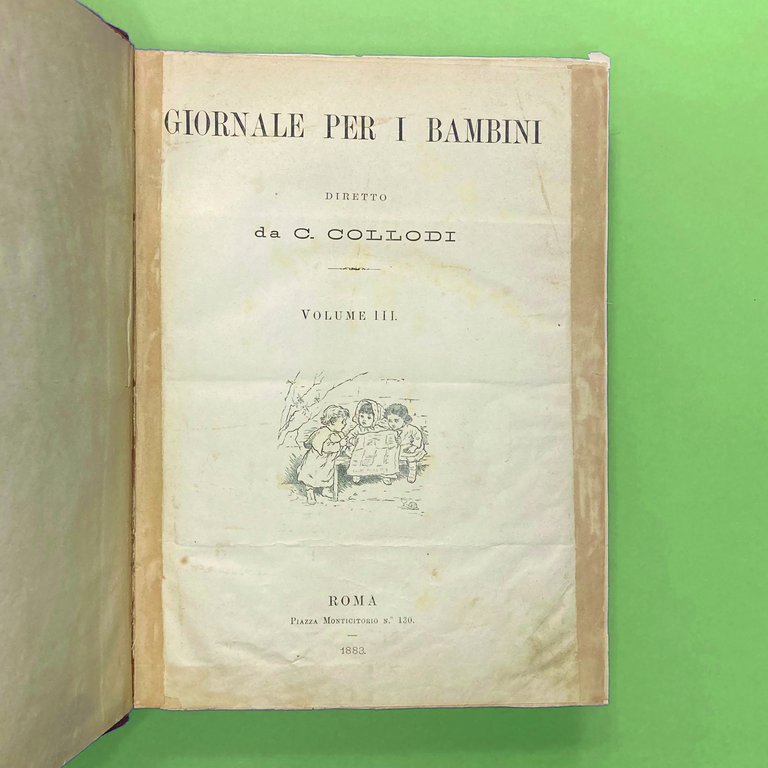 GIORNALE PER I BAMBINI
DIRETTO
da C. COLLODI
VOLUME III.
ROMA
PIAZZA MONTICITORIO N.° 130.
1883.